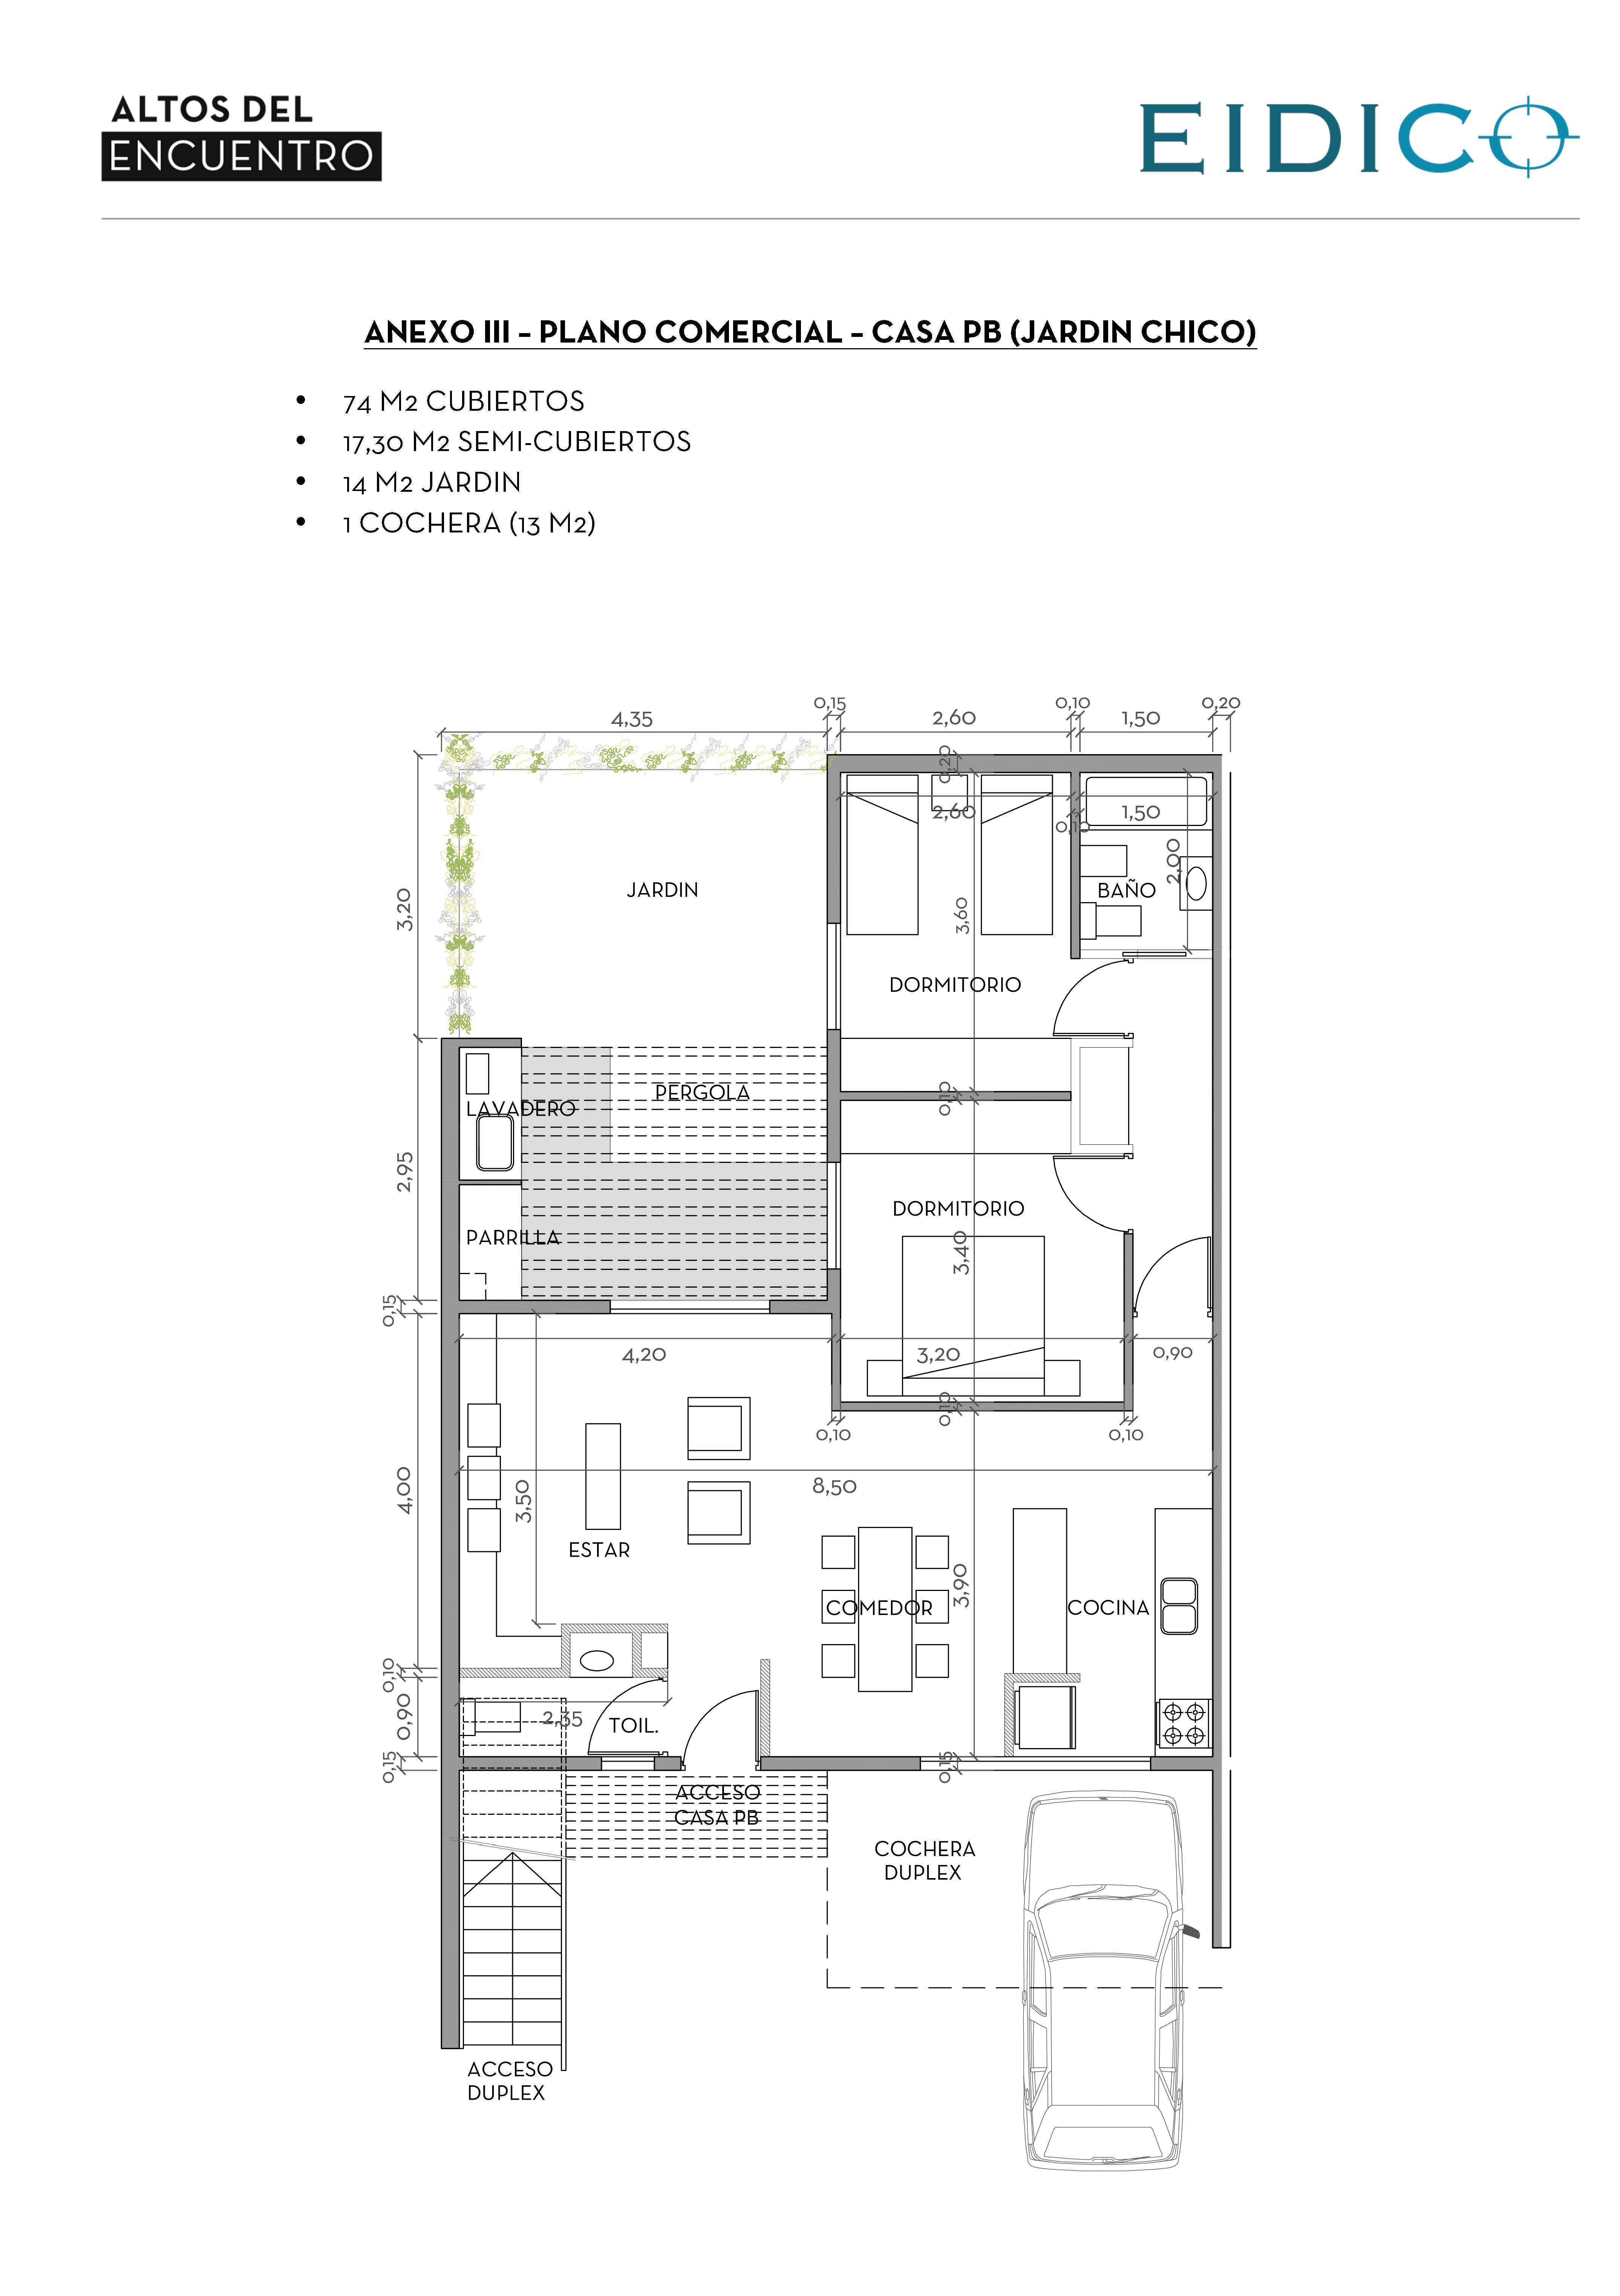 ALTOS DEL
ENCUENTRO
EIDICO
ANEXO III – PLANO COMERCIAL – CASA PB (JARDIN CHICO)
• 74 M2 CUBIERTOS
• 17,30 M2 SEMI-CUBIERTOS
• 14 M2 JARDIN
• 1 COCHERA (13 M2)
0,15
0,10
0,20
4,35
2,60
1,50
0,20
2,60
1,50
0,10
2,00
BAÑO
JARDIN
3,20
3,60
DORMITORIO
PERGOLA
0,10
LAVADERO
2,95
DORMITORIO
PARRILLA
3,40
0,15
4,20
3,20
0,90
0,10
0,10
0,10
8,50
4,00
3,50
ESTAR
3,90
COMEDOR
COCINA
0,10
0,90
2,35
TOIL.
0,15
0,15
ACCESO
CASA PB
COCHERA
DUPLEX
ACCESO
DUPLEX